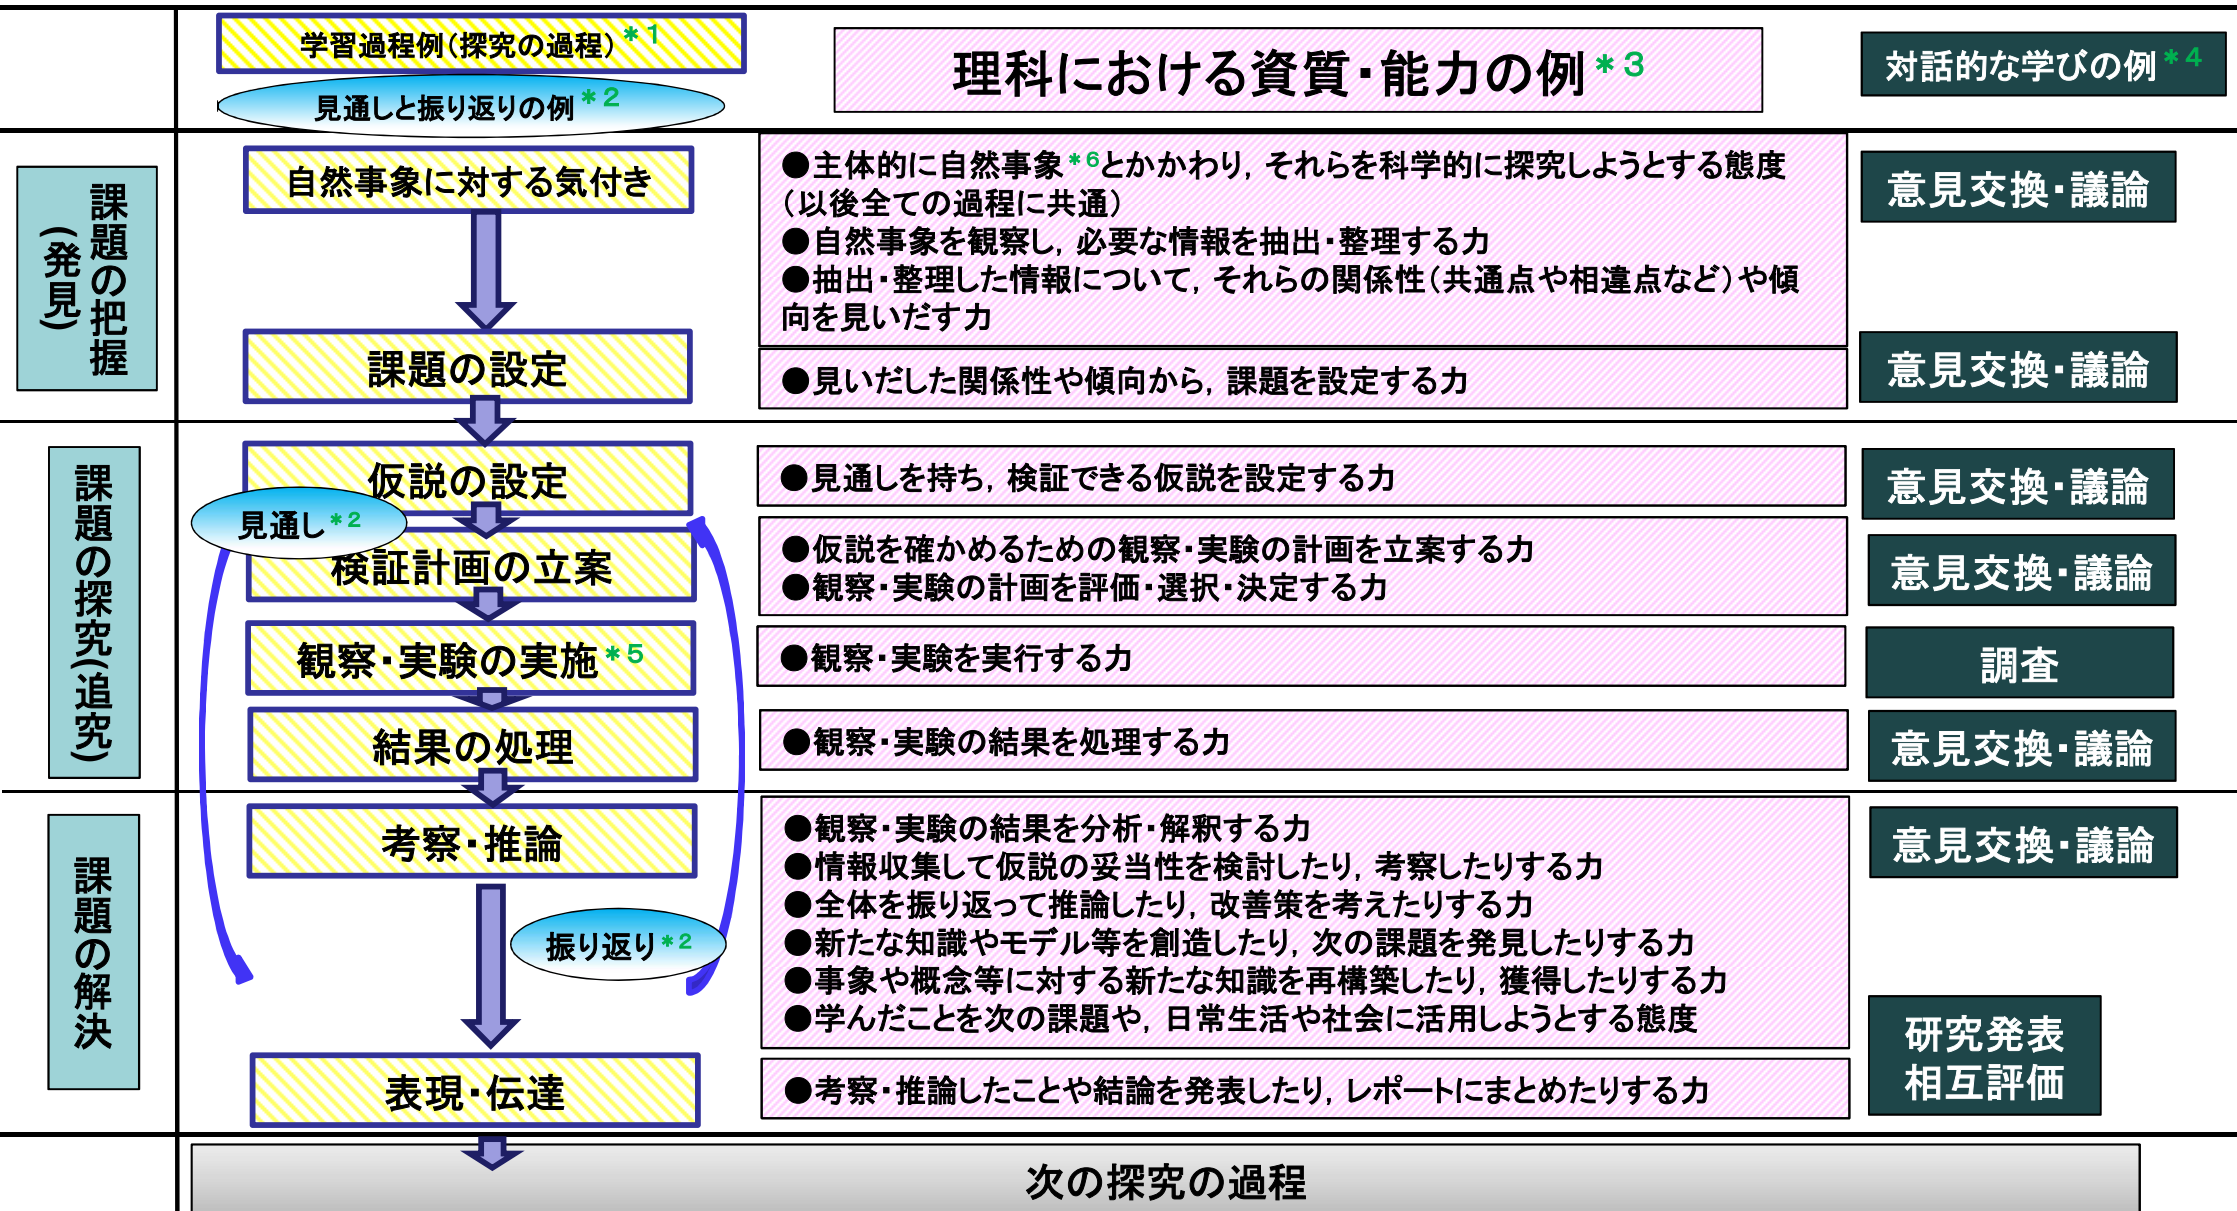 学習過程例(探究の過程)＊1
見通しと振り返りの例＊2
理科における資質・能力の例＊3
対話的な学びの例＊4
課題の把握
(発見)
自然事象に対する気付き
●主体的に自然事象＊6とかかわり，それらを科学的に探究しようとする態度
(以後全ての過程に共通)
●自然事象を観察し，必要な情報を抽出・整理する力
●抽出・整理した情報について，それらの関係性(共通点や相違点など)や傾
向を見いだす力
意見交換・議論
課題の設定
●見いだした関係性や傾向から，課題を設定する力
意見交換・議論
課題の探究(追究)
仮説の設定
●見通しを持ち，検証できる仮説を設定する力
意見交換・議論
見通し＊2
検証計画の立案
●仮説を確かめるための観察・実験の計画を立案する力
●観察・実験の計画を評価・選択・決定する力
意見交換・議論
観察・実験の実施＊5
●観察・実験を実行する力
調査
結果の処理
●観察・実験の結果を処理する力
意見交換・議論
課題の解決
考察・推論
●観察・実験の結果を分析・解釈する力
●情報収集して仮説の妥当性を検討したり，考察したりする力
●全体を振り返って推論したり，改善策を考えたりする力
●新たな知識やモデル等を創造したり，次の課題を発見したりする力
●事象や概念等に対する新たな知識を再構築したり，獲得したりする力
●学んだことを次の課題や，日常生活や社会に活用しようとする態度
意見交換・議論
振り返り＊2
表現・伝達
●考察・推論したことや結論を発表したり，レポートにまとめたりする力
研究発表
相互評価
次の探究の過程